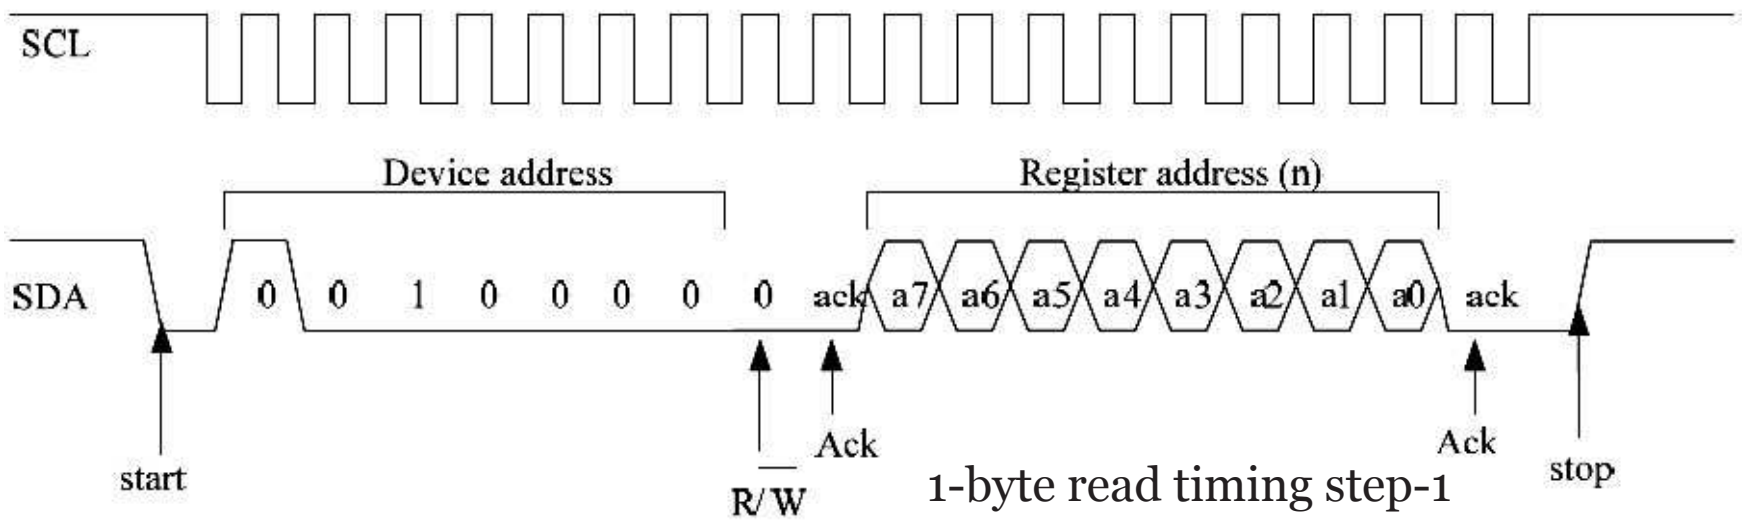 SCL
Device address
Register address (n)
SDA 0 0 1 0 0 0 0 0 ack a7 a6 a5 a4 a3 a2 a1 a0 ack
Ack
Ack
start
stop
R/W
1-byte read timing step-1